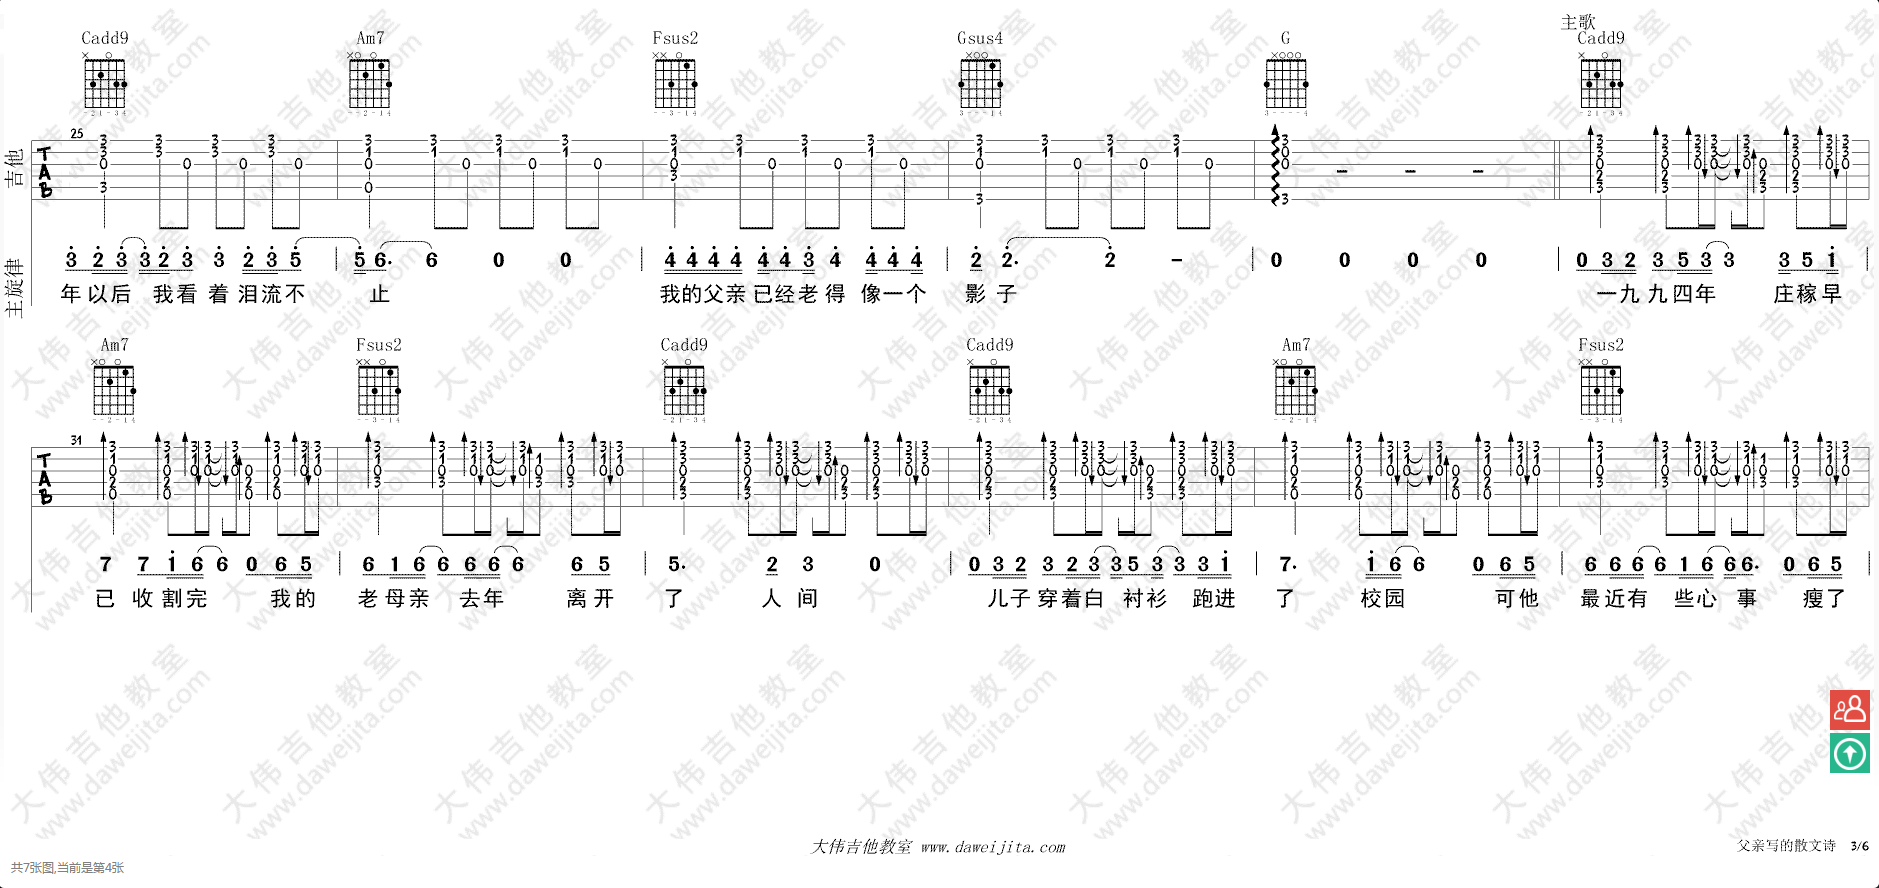 主歌
Cadd9 Am7 Fsus2 Gsus4 G Cadd9
25
吉他
TAB
主旋律
3 2 3 3 2 3 3 2 3 5 | 5 6. 6 0 0 | 4 4 4 4 4 4 3 4 4 4 4 | 2 2. 2 - | 0 0 0 0 | 0 3 2 3 5 3 3 3 5 1 |
年以后 我看 着 泪流不 止 我的父亲 已经老得 像一个 影子 一九九四年 庄稼早
Am7 Fsus2 Cadd9 Cadd9 Am7 Fsus2
31
TAB
7 7 1 6 6 0 6 5 | 6 1 6 6 6 6 6 6 5 | 5. 2 3 0 | 0 3 2 3 2 3 3 5 3 3 3 1 | 7. 1 6 6 0 6 5 | 6 6 6 6 1 6 6 6. 0 6 5 |
已 收割完 我的 老母亲 去年 离开 了 人间 儿子穿着白 衬衫 跑进 了 校园 可他 最近有 些心 事 瘦了
大伟吉他教室 www.daweijita.com
父亲写的散文诗 3/6
共7张图,当前是第4张